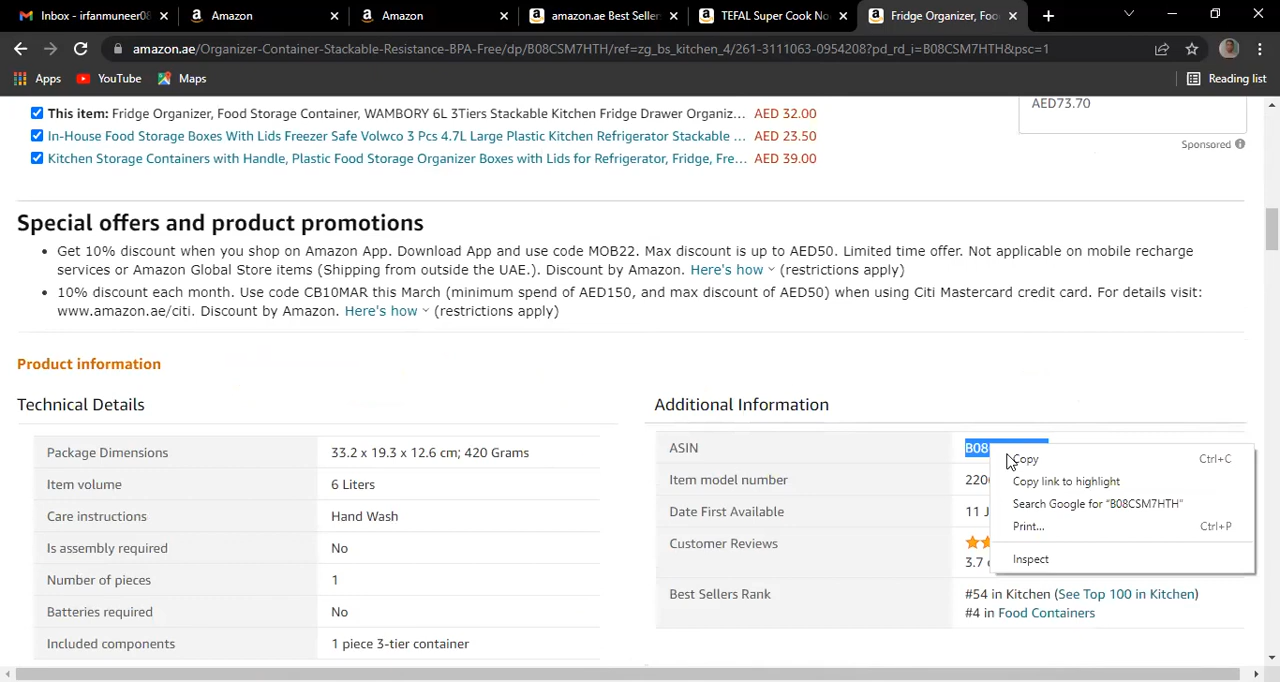 Inbox - irfanmuneer08
Amazon
Amazon
amazon.ae Best Seller
TEFAL Super Cook No
Fridge Organizer, Foo
amazon.ae/Organizer-Container-Stackable-Resistance-BPA-Free/dp/B08CSM7HTH/ref=zg_bs_kitchen_4/261-3111063-0954208?pd_rd_i=B08CSM7HTH&psc=1
Apps
YouTube
Maps
Reading list
This item: Fridge Organizer, Food Storage Container, WAMBORY 6L 3Tiers Stackable Kitchen Fridge Drawer Organiz... AED 32.00
In-House Food Storage Boxes With Lids Freezer Safe Volwco 3 Pcs 4.7L Large Plastic Kitchen Refrigerator Stackable ... AED 23.50
Kitchen Storage Containers with Handle, Plastic Food Storage Organizer Boxes with Lids for Refrigerator, Fridge, Fre... AED 39.00
AED73.70
Sponsored
Special offers and product promotions
• Get 10% discount when you shop on Amazon App. Download App and use code MOB22. Max discount is up to AED50. Limited time offer. Not applicable on mobile recharge
services or Amazon Global Store items (Shipping from outside the UAE.). Discount by Amazon. Here's how (restrictions apply)
• 10% discount each month. Use code CB10MAR this March (minimum spend of AED150, and max discount of AED50) when using Citi Mastercard credit card. For details visit:
www.amazon.ae/citi. Discount by Amazon. Here's how (restrictions apply)
Product information
Technical Details
Package Dimensions 33.2 x 19.3 x 12.6 cm; 420 Grams
Item volume 6 Liters
Care instructions Hand Wash
Is assembly required No
Number of pieces 1
Batteries required No
Included components 1 piece 3-tier container
Additional Information
ASIN B08
Item model number 220
Date First Available 11 J
Customer Reviews
3.7
Best Sellers Rank #54 in Kitchen (See Top 100 in Kitchen)
#4 in Food Containers
Copy Ctrl+C
Copy link to highlight
Search Google for "B08CSM7HTH"
Print... Ctrl+P
Inspect